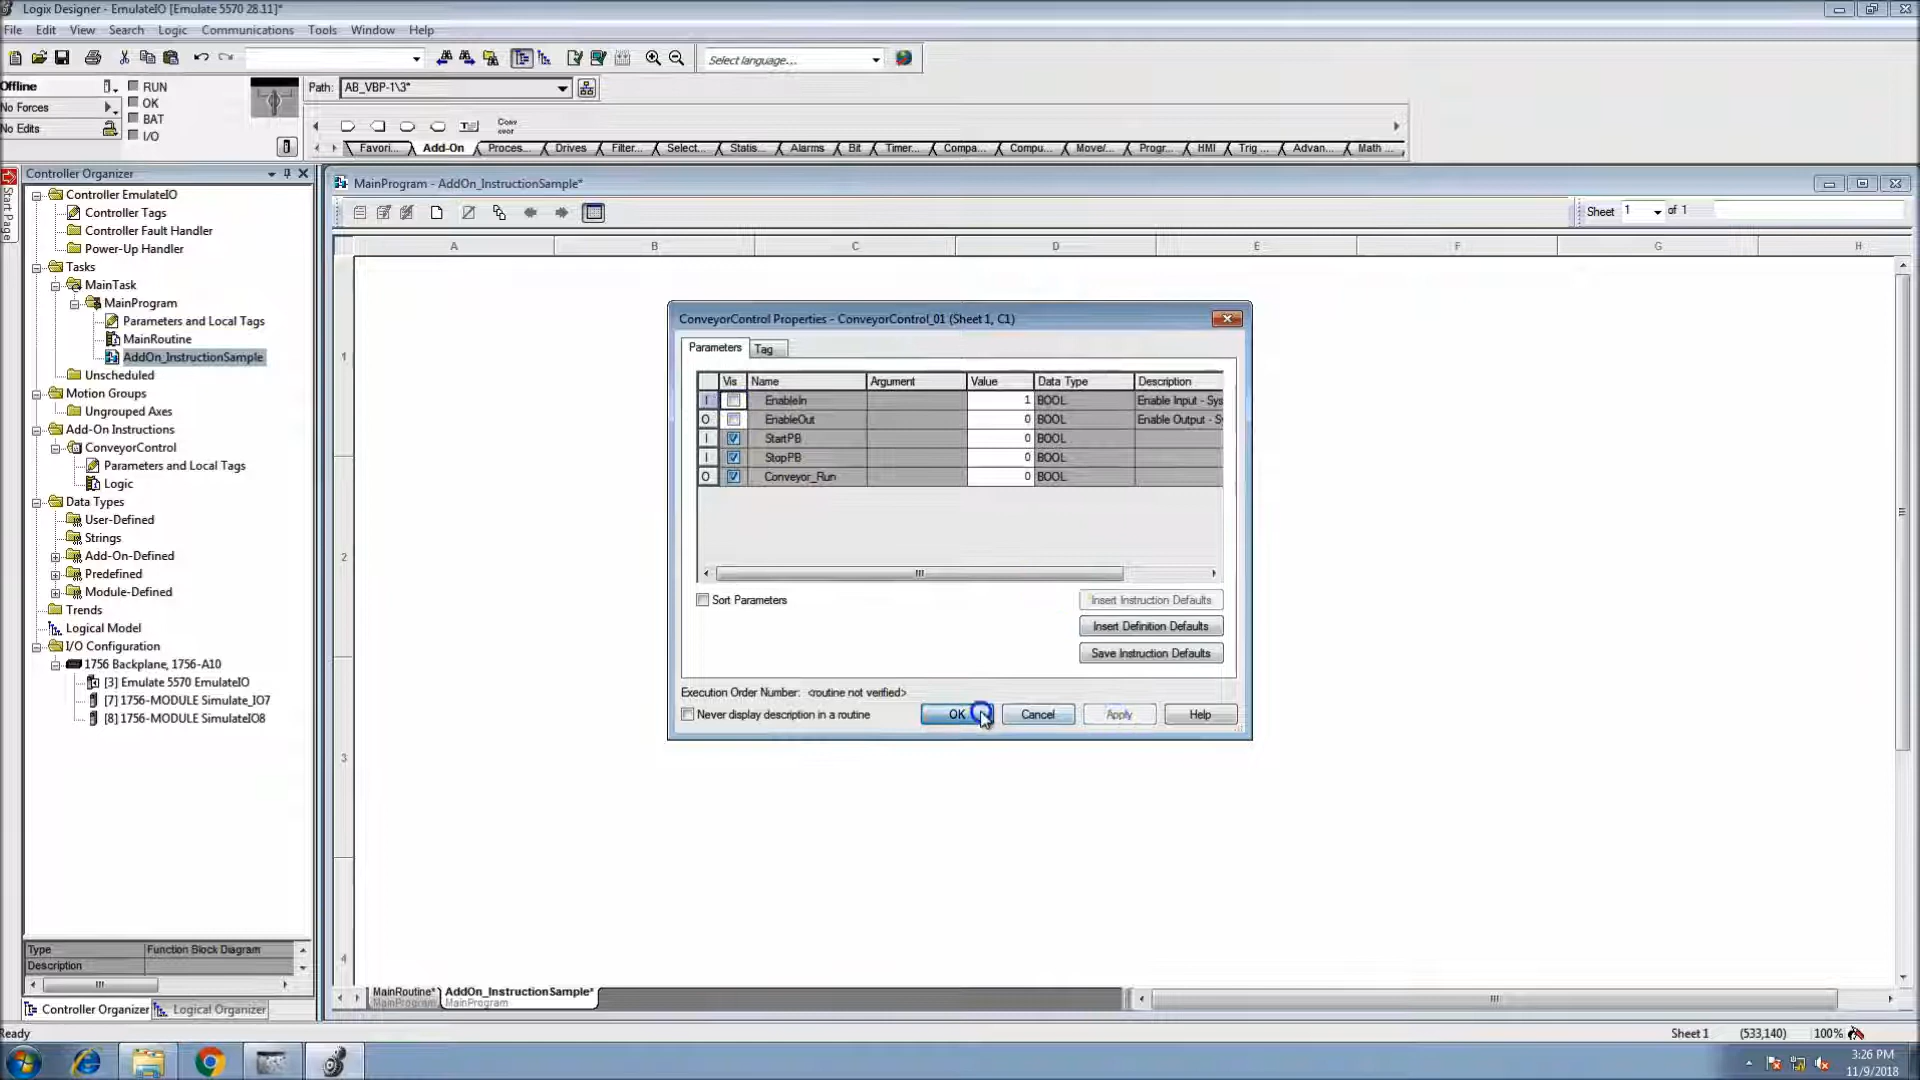 Logix Designer - EmulateIO [Emulate 5570 28.11]*
File Edit View Search Logic Communications Tools Window Help
Select language...
Offline
RUN
Path: AB_VBP-1\3*
No Forces
OK
BAT
No Edits
I/O
Favori... Add-On Proces... Drives Filter... Select... Statis... Alarms Bit Timer... Compa... Compu... Move/... Progr... HMI Trig... Advan... Math...
Start Page
Controller Organizer
MainProgram - AddOn_InstructionSample*
Controller EmulateIO
Controller Tags
Controller Fault Handler
Power-Up Handler
Tasks
MainTask
MainProgram
Parameters and Local Tags
MainRoutine
AddOn_InstructionSample
Unscheduled
Motion Groups
Ungrouped Axes
Add-On Instructions
ConveyorControl
Parameters and Local Tags
Logic
Data Types
User-Defined
Strings
Add-On-Defined
Predefined
Module-Defined
Trends
Logical Model
I/O Configuration
1756 Backplane, 1756-A10
[3] Emulate 5570 EmulateIO
[7] 1756-MODULE Simulate_IO7
[8] 1756-MODULE SimulateIO8
Type Function Block Diagram
Description
Controller Organizer Logical Organizer
Sheet 1 of 1
A B C D E F G H
1
2
3
4
ConveyorControl Properties - ConveyorControl_01 (Sheet 1, C1)
Parameters Tag
Vis Name Argument Value Data Type Description
I EnableIn 1 BOOL Enable Input - Sys
O EnableOut 0 BOOL Enable Output - S
I StartPB 0 BOOL
I StopPB 0 BOOL
O Conveyor_Run 0 BOOL
Sort Parameters
Insert Instruction Defaults
Insert Definition Defaults
Save Instruction Defaults
Execution Order Number: <routine not verified>
Never display description in a routine
OK Cancel Apply Help
MainRoutine* AddOn_InstructionSample*
MainProgram MainProgram
Ready
Sheet 1 (533,140) 100%
3:26 PM
11/9/2018